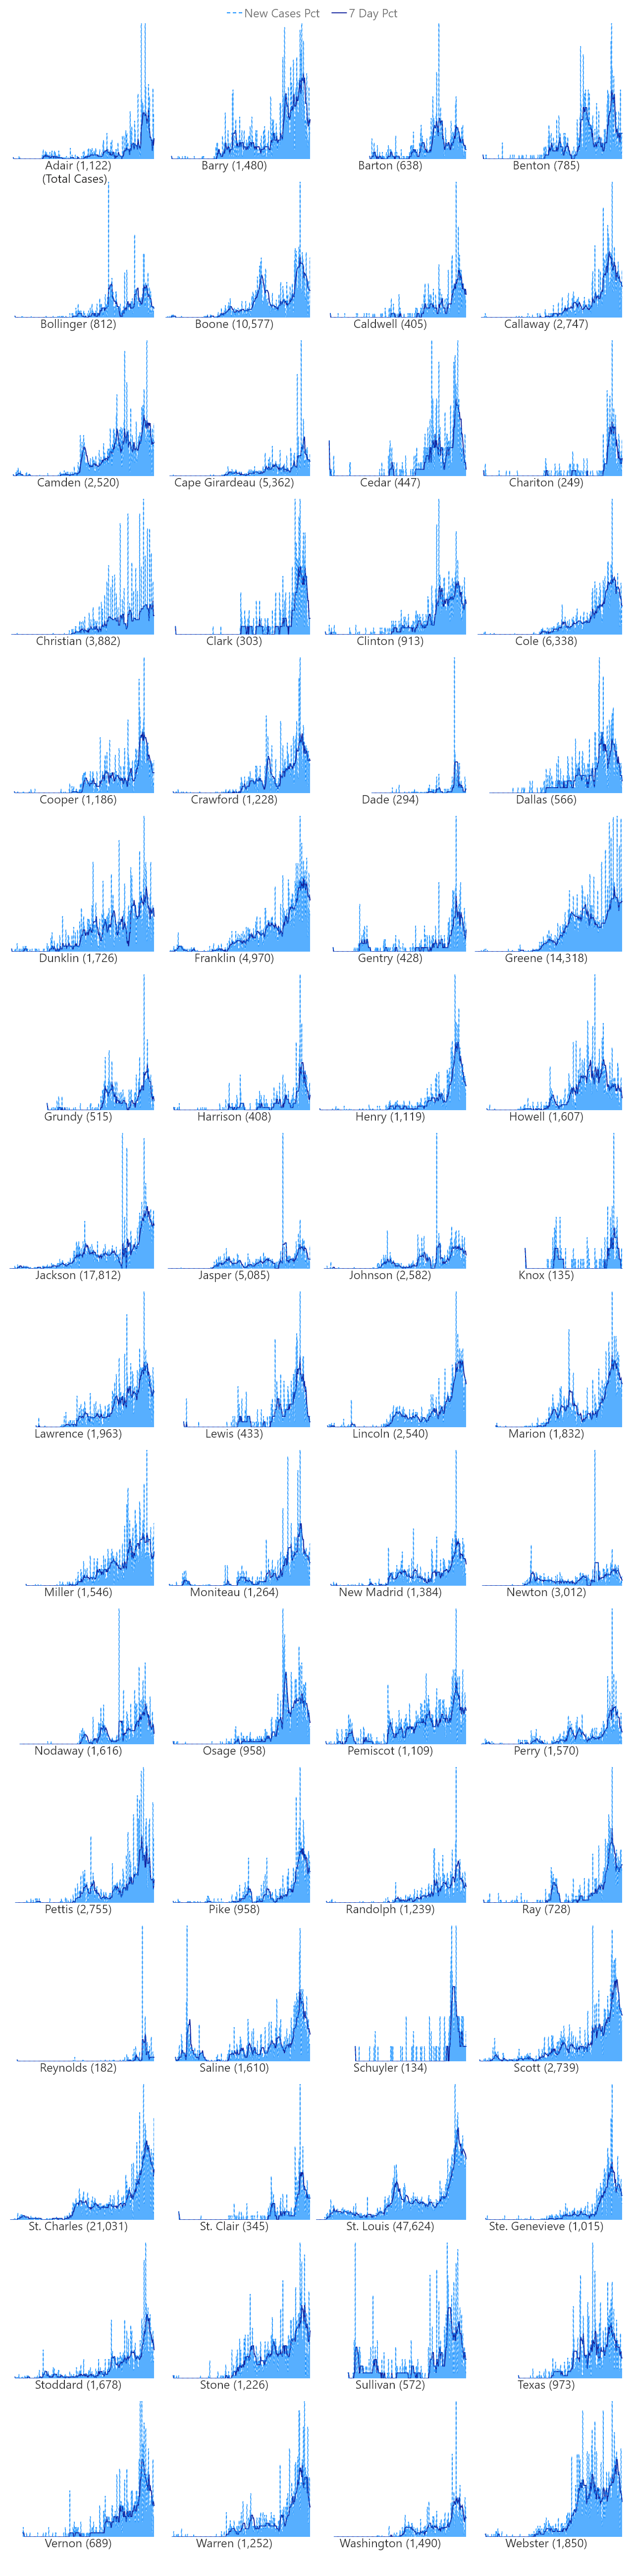 New Cases Pct 7 Day Pct
Adair (1,122) Barry (1,480) Barton (638) Benton (785)
(Total Cases)
Bollinger (812) Boone (10,577) Caldwell (405) Callaway (2,747)
Camden (2,520) Cape Girardeau (5,362) Cedar (447) Chariton (249)
Christian (3,882) Clark (303) Clinton (913) Cole (6,338)
Cooper (1,186) Crawford (1,228) Dade (294) Dallas (566)
Dunklin (1,726) Franklin (4,970) Gentry (428) Greene (14,318)
Grundy (515) Harrison (408) Henry (1,119) Howell (1,607)
Jackson (17,812) Jasper (5,085) Johnson (2,582) Knox (135)
Lawrence (1,963) Lewis (433) Lincoln (2,540) Marion (1,832)
Miller (1,546) Moniteau (1,264) New Madrid (1,384) Newton (3,012)
Nodaway (1,616) Osage (958) Pemiscot (1,109) Perry (1,570)
Pettis (2,755) Pike (958) Randolph (1,239) Ray (728)
Reynolds (182) Saline (1,610) Schuyler (134) Scott (2,739)
St. Charles (21,031) St. Clair (345) St. Louis (47,624) Ste. Genevieve (1,015)
Stoddard (1,678) Stone (1,226) Sullivan (572) Texas (973)
Vernon (689) Warren (1,252) Washington (1,490) Webster (1,850)